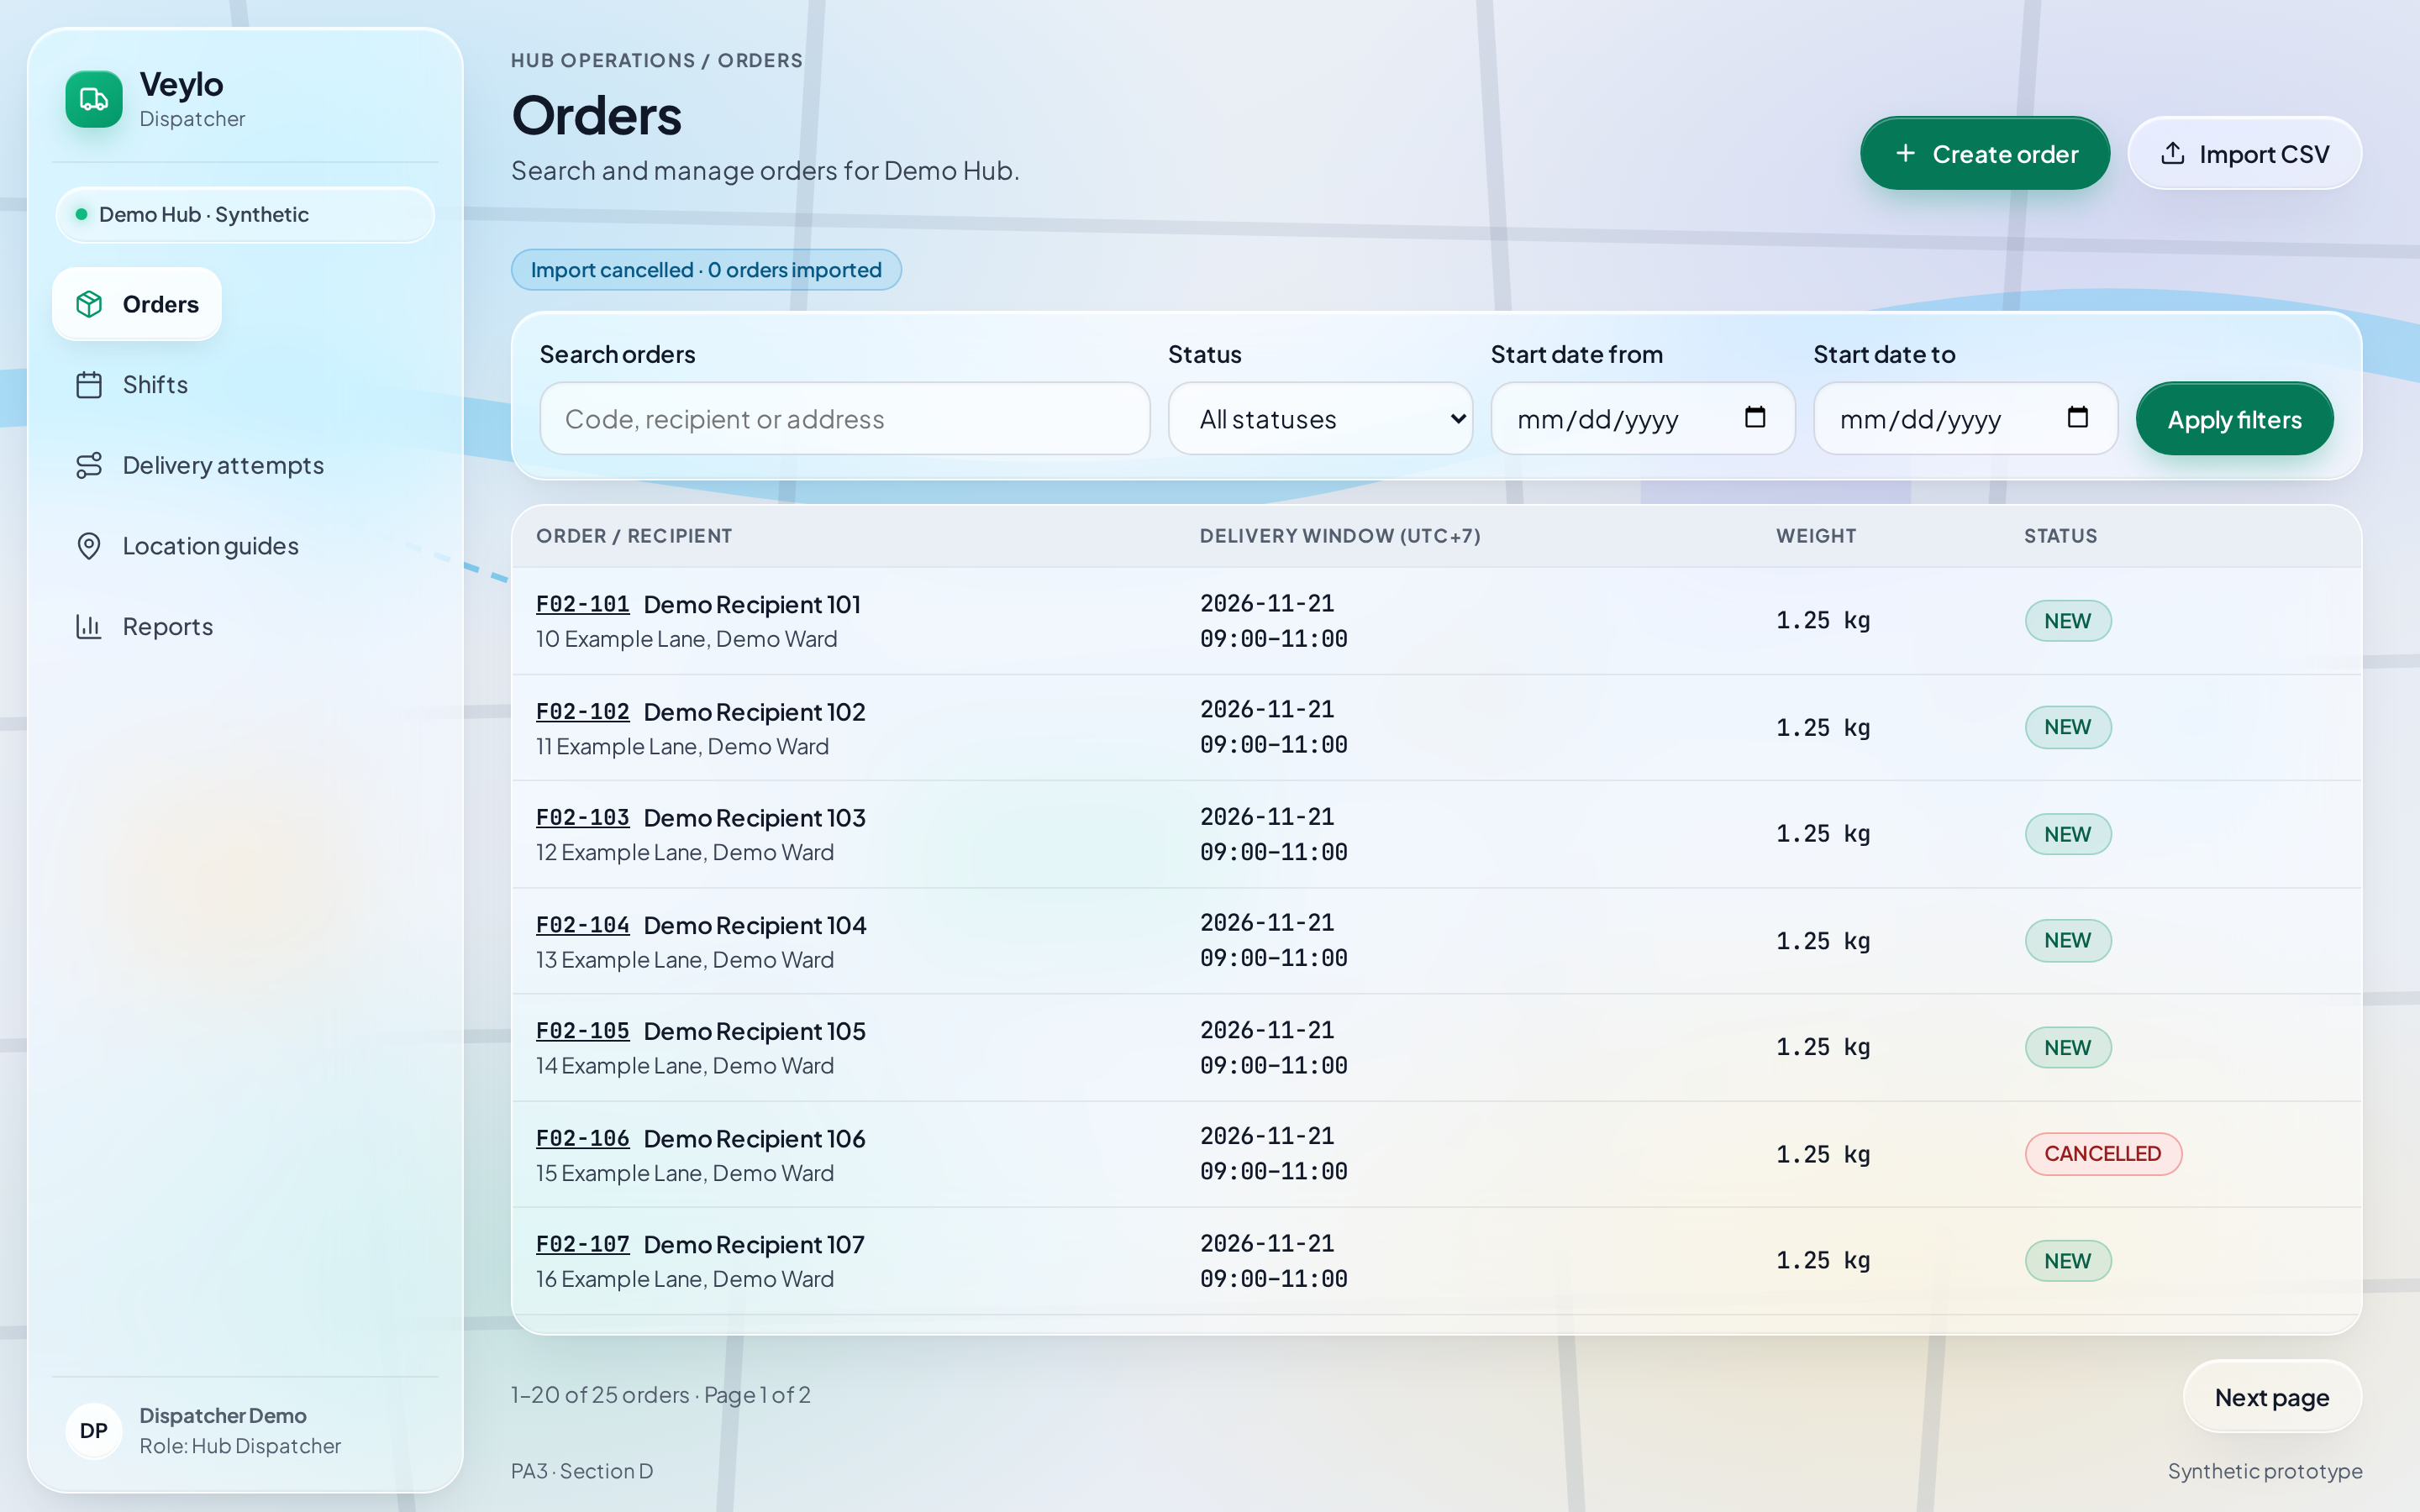 Veylo
Dispatcher
Demo Hub · Synthetic
Orders
Shifts
Delivery attempts
Location guides
Reports
DP
Dispatcher Demo
Role: Hub Dispatcher
HUB OPERATIONS / ORDERS
Orders
Search and manage orders for Demo Hub.
Create order
Import CSV
Import cancelled · 0 orders imported
Search orders
Status
Start date from
Start date to
Code, recipient or address
All statuses
mm/dd/yyyy
mm/dd/yyyy
Apply filters
ORDER / RECIPIENT
DELIVERY WINDOW (UTC+7)
WEIGHT
STATUS
F02-101 Demo Recipient 101
10 Example Lane, Demo Ward
2026-11-21
09:00–11:00
1.25 kg
NEW
F02-102 Demo Recipient 102
11 Example Lane, Demo Ward
2026-11-21
09:00–11:00
1.25 kg
NEW
F02-103 Demo Recipient 103
12 Example Lane, Demo Ward
2026-11-21
09:00–11:00
1.25 kg
NEW
F02-104 Demo Recipient 104
13 Example Lane, Demo Ward
2026-11-21
09:00–11:00
1.25 kg
NEW
F02-105 Demo Recipient 105
14 Example Lane, Demo Ward
2026-11-21
09:00–11:00
1.25 kg
NEW
F02-106 Demo Recipient 106
15 Example Lane, Demo Ward
2026-11-21
09:00–11:00
1.25 kg
CANCELLED
F02-107 Demo Recipient 107
16 Example Lane, Demo Ward
2026-11-21
09:00–11:00
1.25 kg
NEW
1–20 of 25 orders · Page 1 of 2
Next page
PA3 · Section D
Synthetic prototype